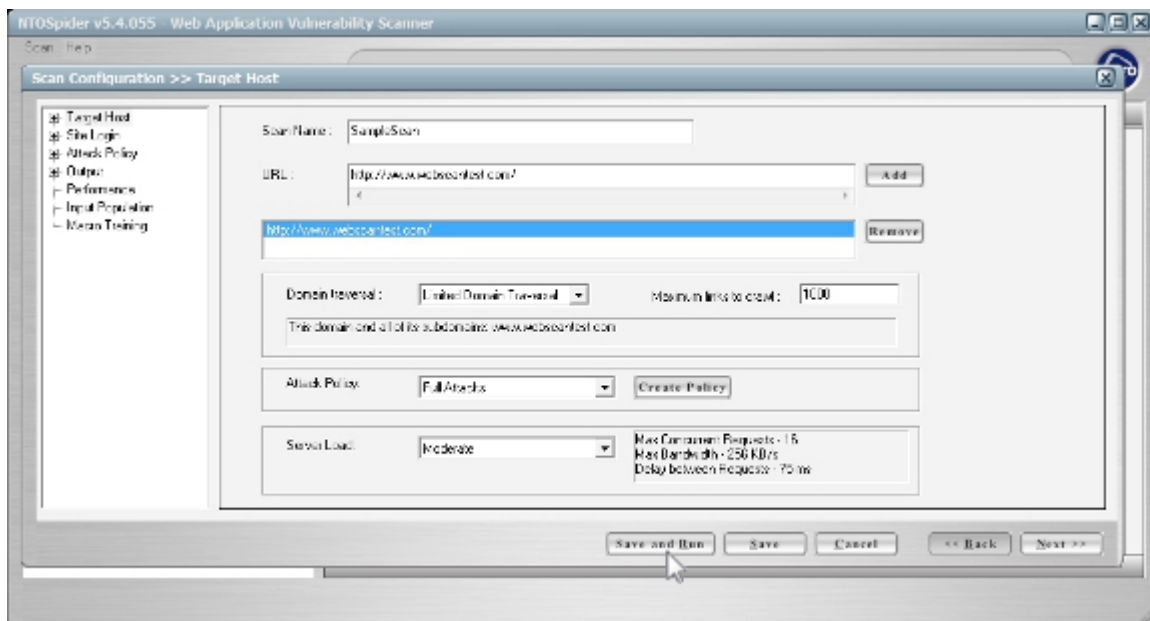 NTOSpider v5.4.055 - Web Application Vulnerability Scanner
Scan Help
Scan Configuration >> Target Host
Target Host
Site Login
Attack Policy
Output
Performance
Input Population
Macro Training
Scan Name : SampleScan
URL : http://www.webscantest.com/ Add
http://www.webscantest.com/ Remove
Domain traversal : Limited Domain Traversal Maximum links to crawl : 1000
This domain and all of its subdomains: www.webscantest.com
Attack Policy: Full Attacks Create Policy
Server Load: Moderate
Max Concurrent Requests - 16
Max Bandwidth - 256 KB/s
Delay between Requests - 75 ms
Save and Run Save Cancel << Back Next >>